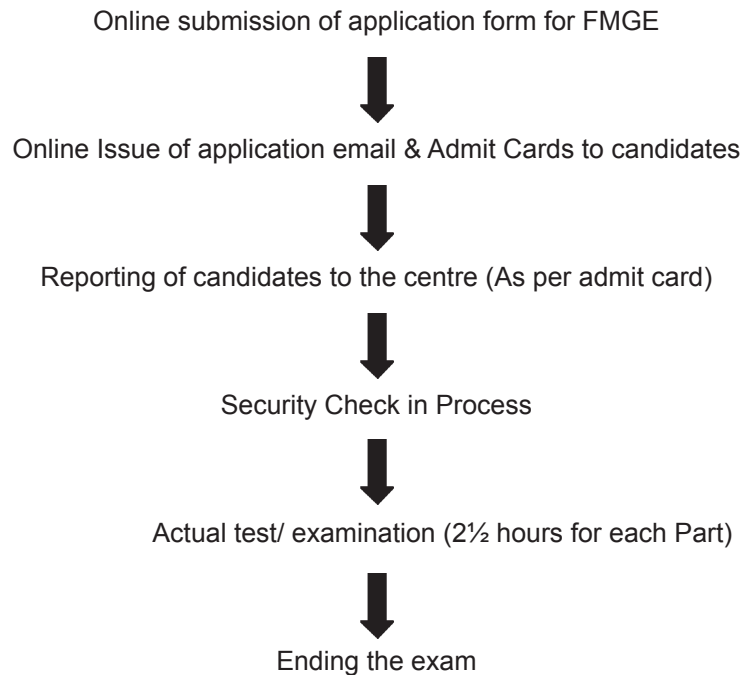 Online submission of application form for FMGE
Online Issue of application email & Admit Cards to candidates
Reporting of candidates to the centre (As per admit card)
Security Check in Process
Actual test/ examination (2½ hours for each Part)
Ending the exam